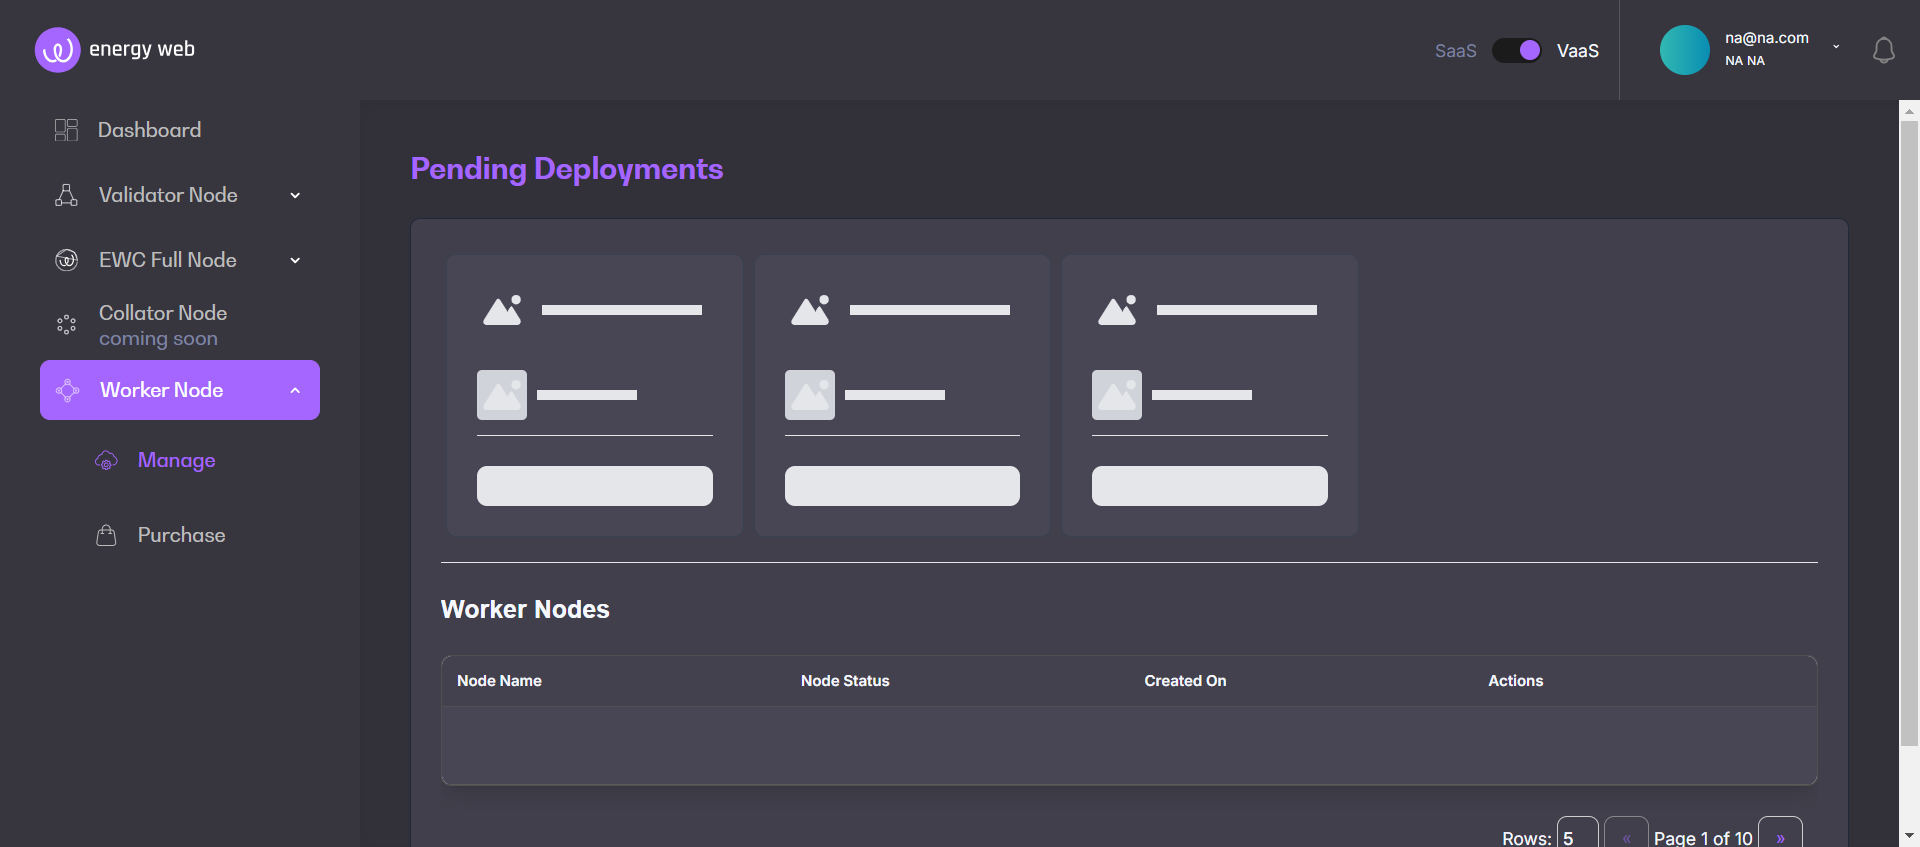 energy web
SaaS
VaaS
na@na.com
NA NA
Dashboard
Validator Node
EWC Full Node
Collator Node
coming soon
Worker Node
Manage
Purchase
Pending Deployments
Worker Nodes
Node Name Node Status Created On Actions
Rows: 5 « Page 1 of 10 »